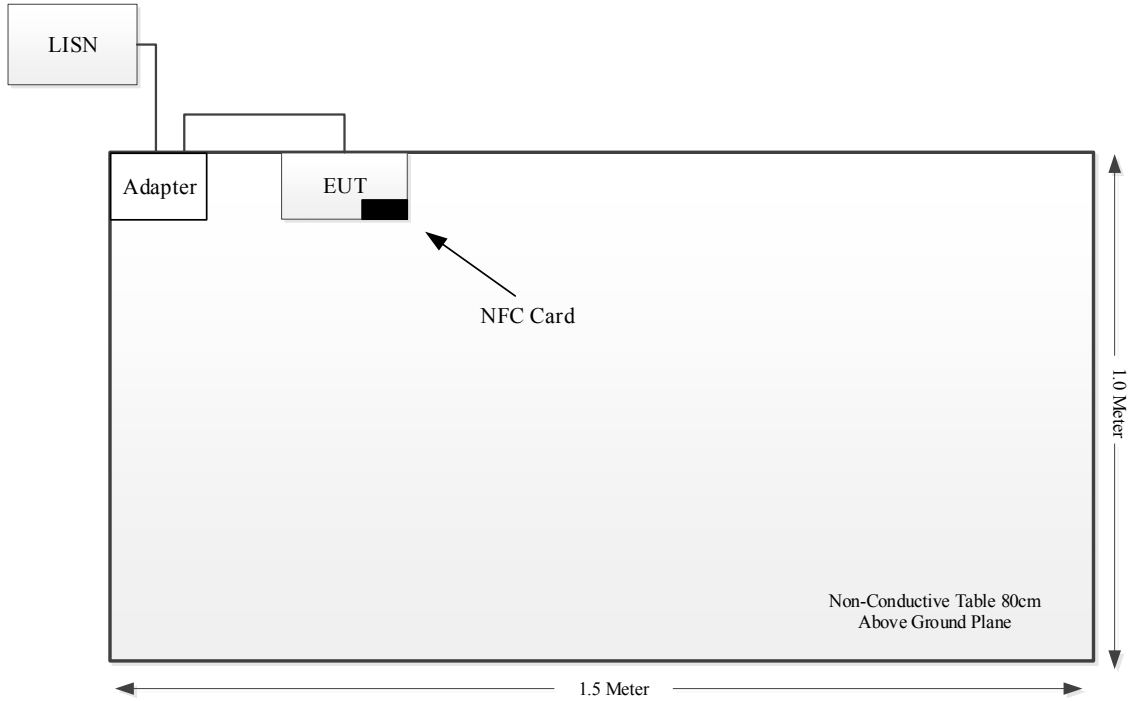 LISN
Adapter
EUT
NFC Card
1.0 Meter
Non-Conductive Table 80cm
Above Ground Plane
1.5 Meter